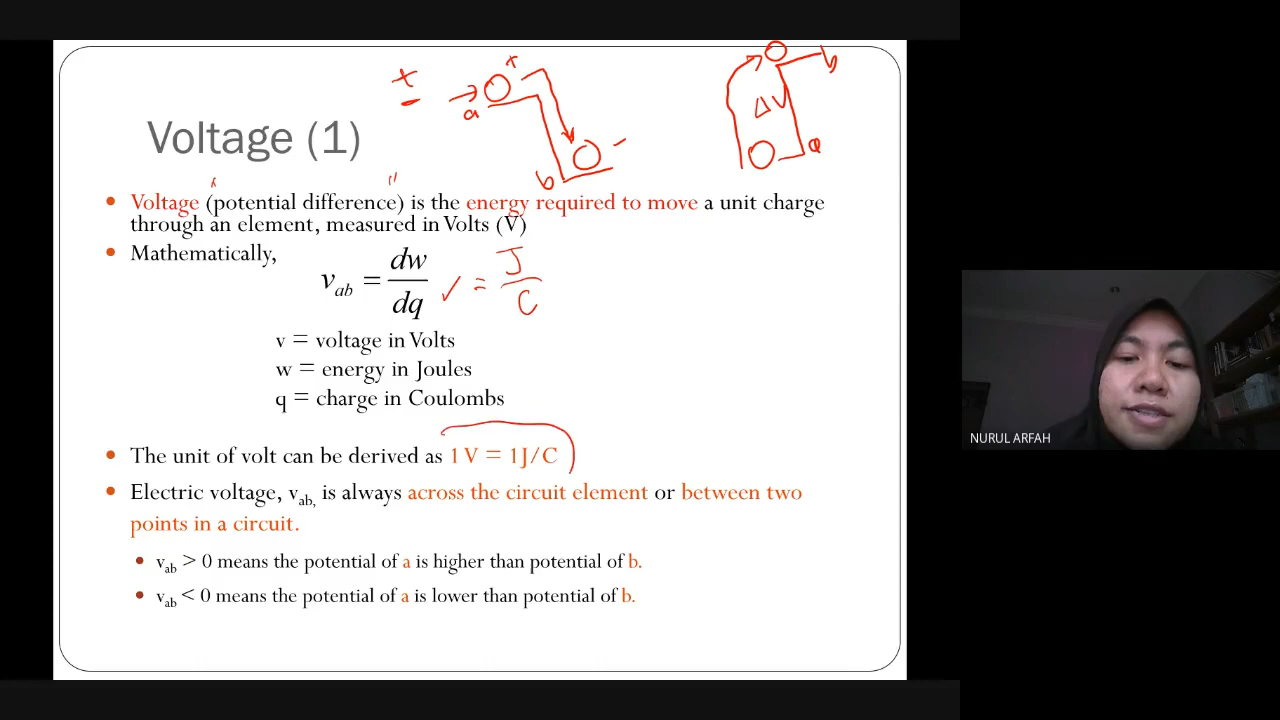 +
-
a
+
b
-
b
ΔV
a
Voltage (1)
• Voltage (potential difference) is the energy required to move a unit charge
through an element, measured in Volts (V)
• Mathematically,
v_ab = dw/dq ✓ = J/C
v = voltage in Volts
w = energy in Joules
q = charge in Coulombs
• The unit of volt can be derived as 1 V = 1J/C
• Electric voltage, v_ab, is always across the circuit element or between two
points in a circuit.
• v_ab > 0 means the potential of a is higher than potential of b.
• v_ab < 0 means the potential of a is lower than potential of b.
NURUL ARFAH